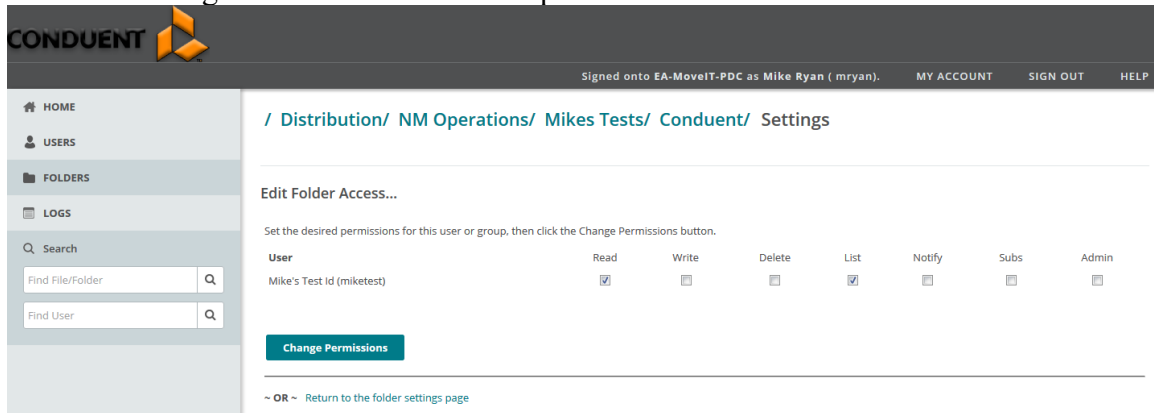 CONDUENT
Signed onto EA-MoveIT-PDC as Mike Ryan ( mryan). MY ACCOUNT SIGN OUT HELP
HOME
USERS
FOLDERS
LOGS
Search
Find File/Folder
Find User
/ Distribution/ NM Operations/ Mikes Tests/ Conduent/ Settings
Edit Folder Access...
Set the desired permissions for this user or group, then click the Change Permissions button.
User Read Write Delete List Notify Subs Admin
Mike's Test Id (miketest)
Change Permissions
~ OR ~ Return to the folder settings page